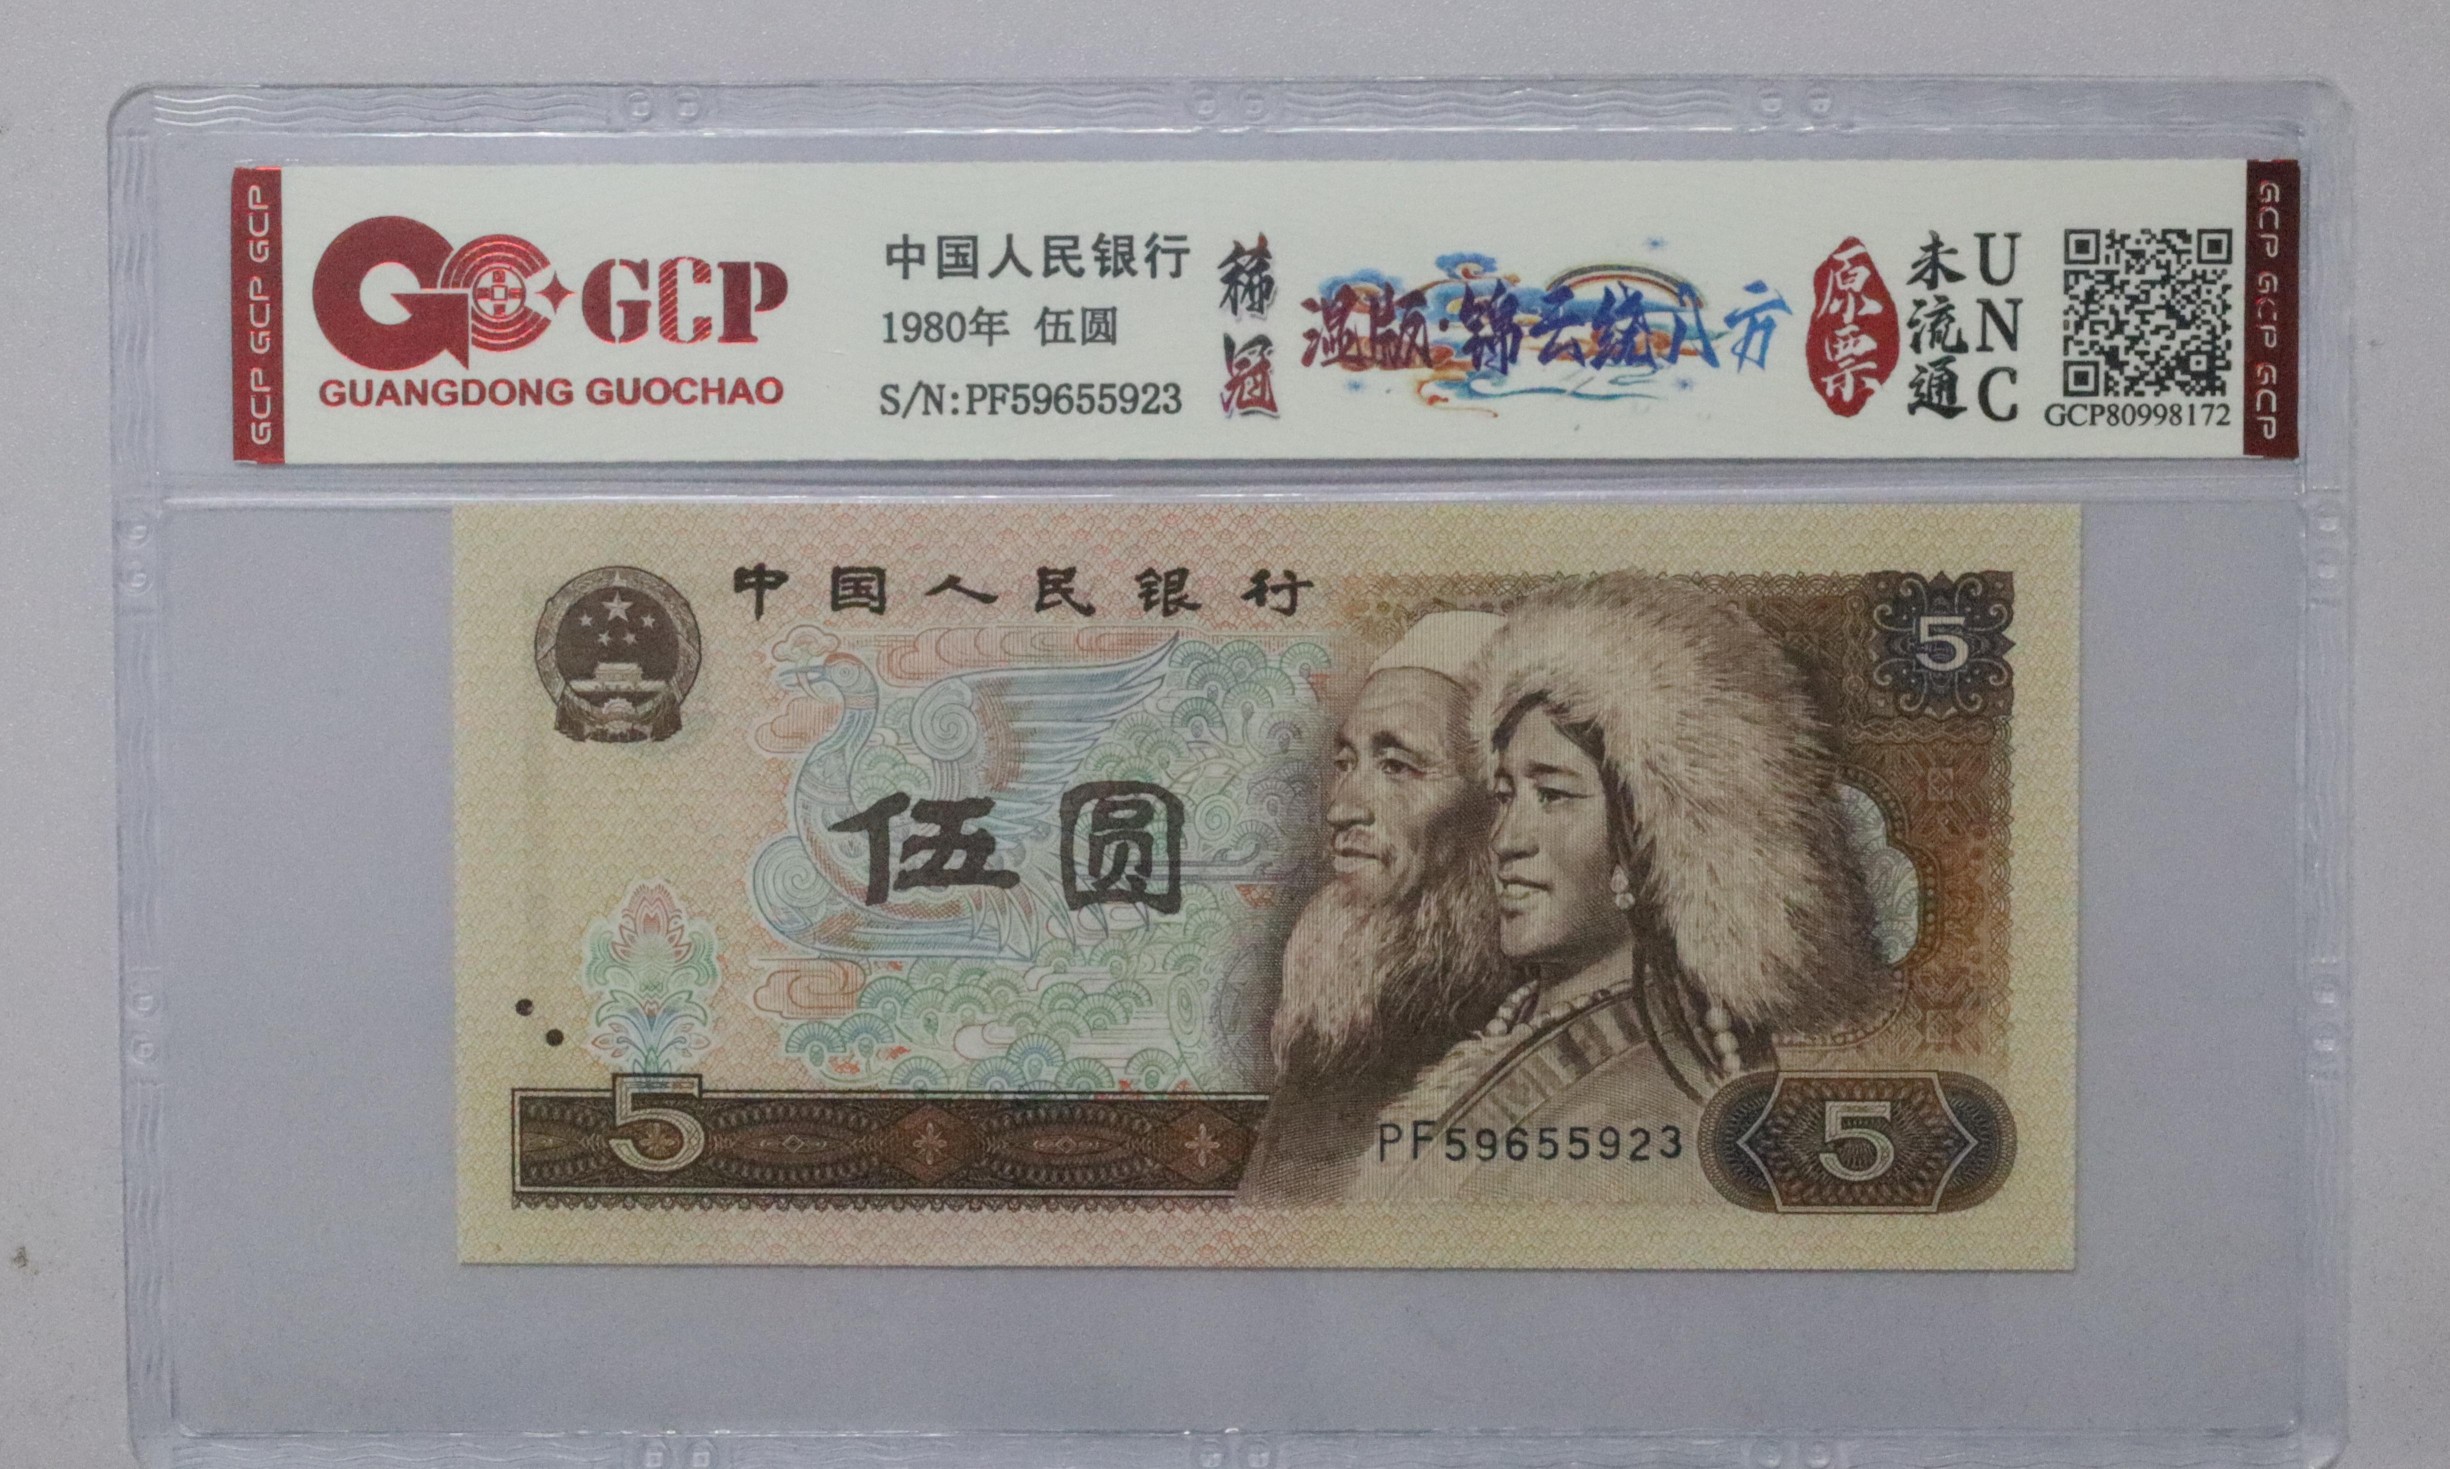 GCP GCP GCP
GCP
GUANGDONG GUOCHAO
中国人民银行
1980年 伍圆
S/N:PF59655923
稀冠
湿版·锦云绕八方
原票
未流通
UNC
GCP80998172
GCP GCP GCP
中国人民银行
5
伍圆
5
PF59655923
5